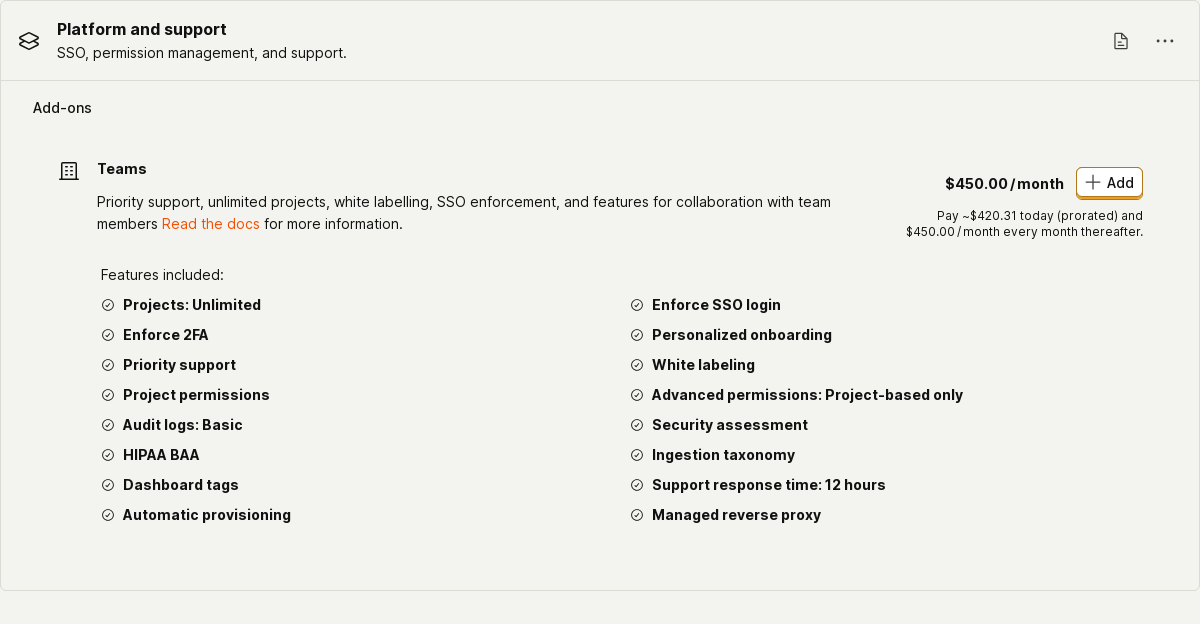 Platform and support
SSO, permission management, and support.
Add-ons
Teams
Priority support, unlimited projects, white labelling, SSO enforcement, and features for collaboration with team
members Read the docs for more information.
$450.00/month
Add
Pay ~$420.31 today (prorated) and
$450.00/month every month thereafter.
Features included:
Projects: Unlimited
Enforce SSO login
Enforce 2FA
Personalized onboarding
Priority support
White labeling
Project permissions
Advanced permissions: Project-based only
Audit logs: Basic
Security assessment
HIPAA BAA
Ingestion taxonomy
Dashboard tags
Support response time: 12 hours
Automatic provisioning
Managed reverse proxy